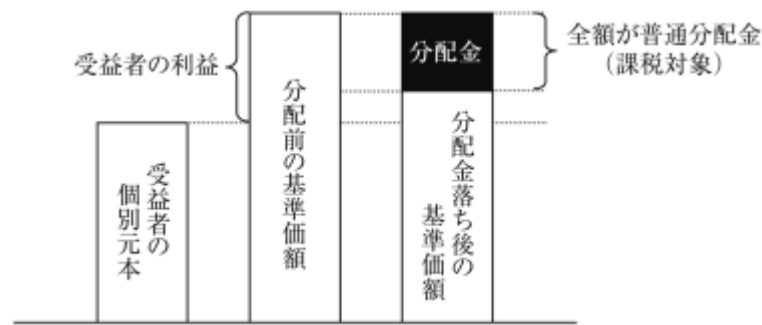 受益者の利益
受益者の
個別元本
分配前の基準価額
分配金
分配金落ち後の
基準価額
全額が普通分配金
（課税対象）